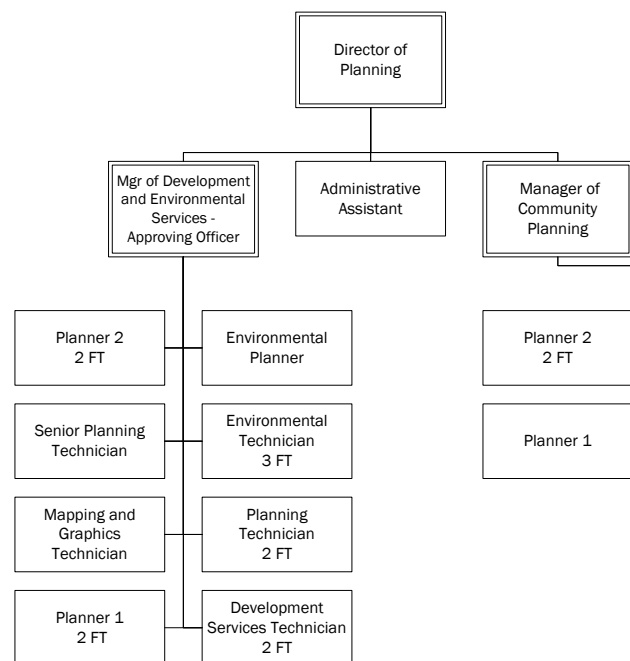 Director of
Planning
Mgr of Development
and Environmental
Services -
Approving Officer
Administrative
Assistant
Manager of
Community
Planning
Planner 2
2 FT
Environmental
Planner
Planner 2
2 FT
Senior Planning
Technician
Environmental
Technician
3 FT
Planner 1
Mapping and
Graphics
Technician
Planning
Technician
2 FT
Planner 1
2 FT
Development
Services Technician
2 FT